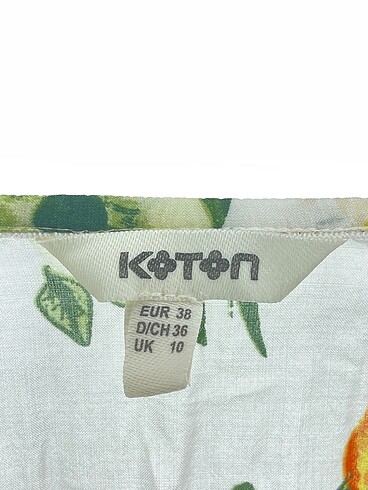 KOTON
EUR 38
D/CH 36
UK 10